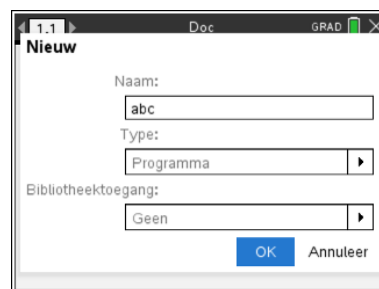 1.1 Doc GRAD
Nieuw
Naam:
abc
Type:
Programma
Bibliotheektoegang:
Geen
OK Annuleer